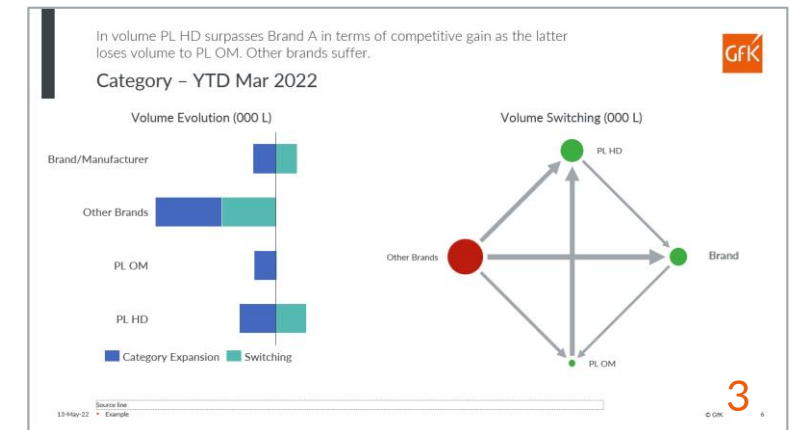 In volume PL HD surpasses Brand A in terms of competitive gain as the latter
loses volume to PL OM. Other brands suffer.
GfK
Category – YTD Mar 2022
Volume Evolution (000 L)
Brand/Manufacturer
Other Brands
PL OM
PL HD
Category Expansion
Switching
Volume Switching (000 L)
PL HD
Other Brands
Brand
PL OM
Source line
13-May-22 • Example
© GfK
3
6